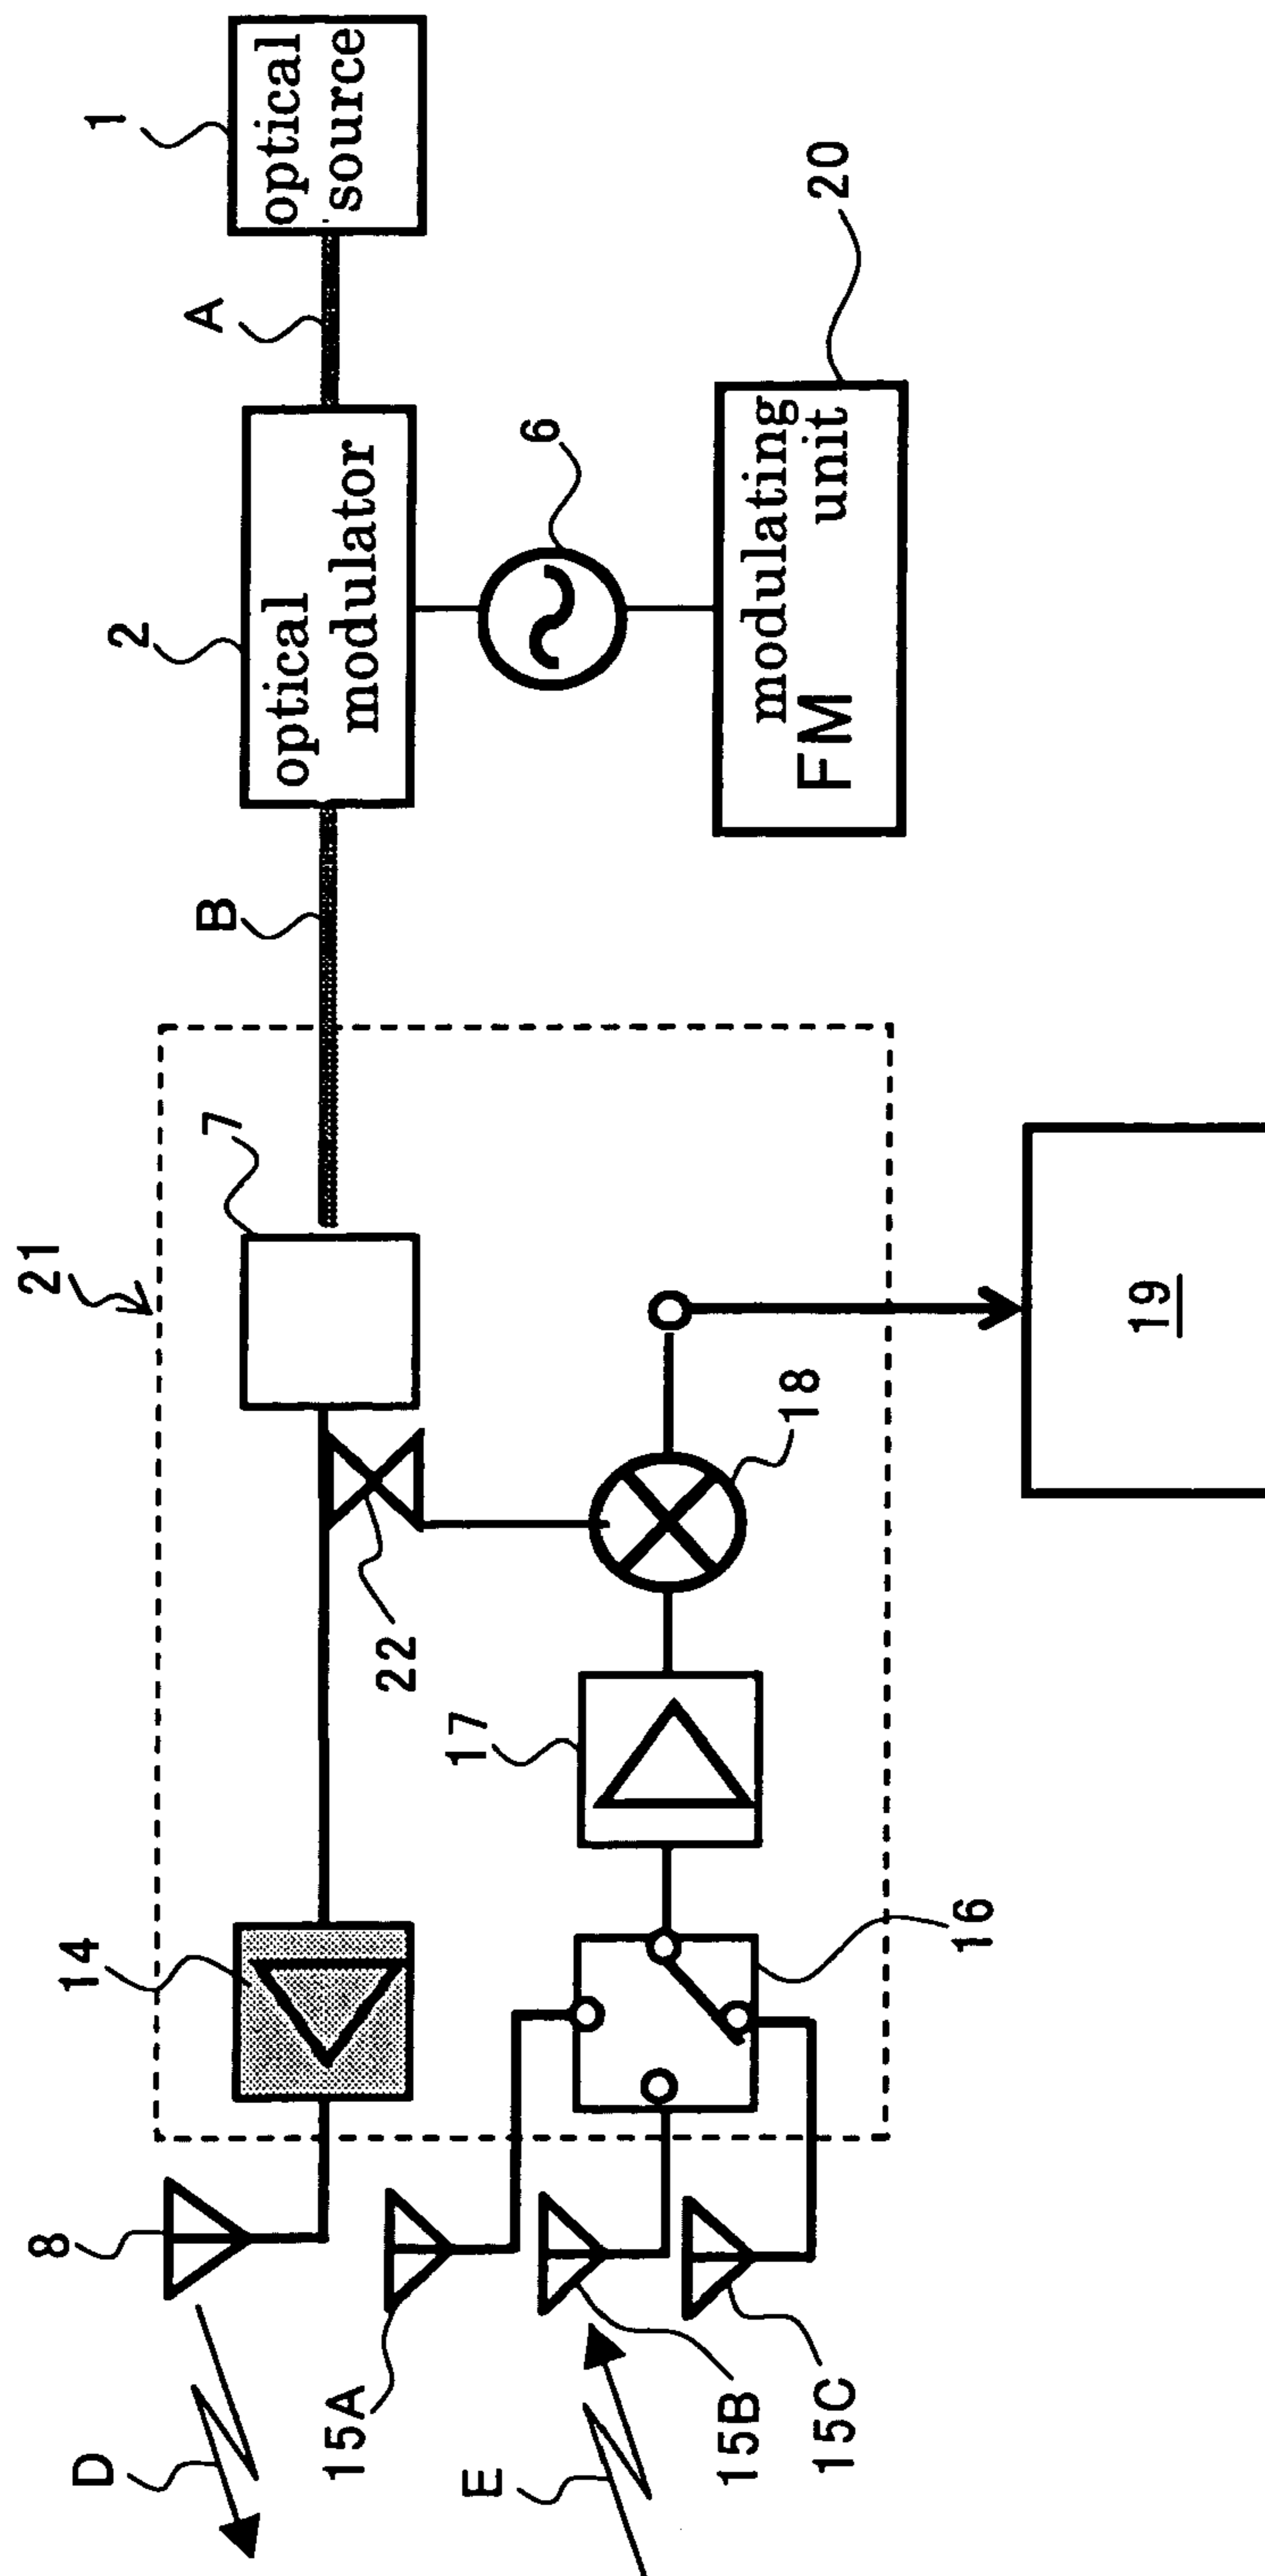 1
optical
source
A
2
optical
modulator
6
20
FM modulating
unit
B
21
7
22
18
19
17
14
16
8
15A
15B
15C
D
E